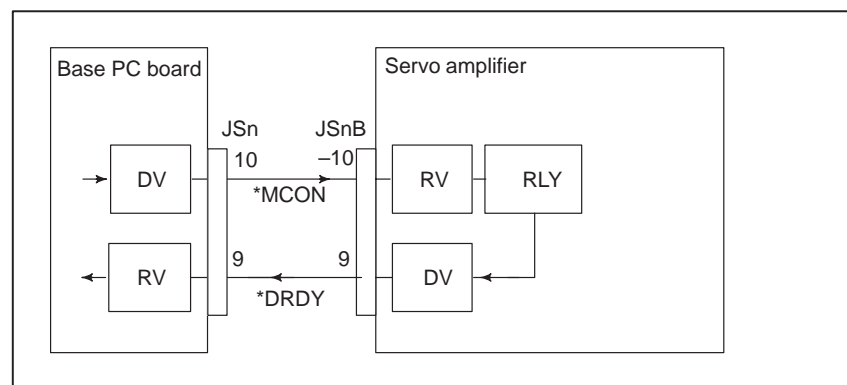 Base PC board
Servo amplifier
JSn
JSnB
10
–10
DV
RV
RLY
*MCON
9
9
RV
DV
*DRDY